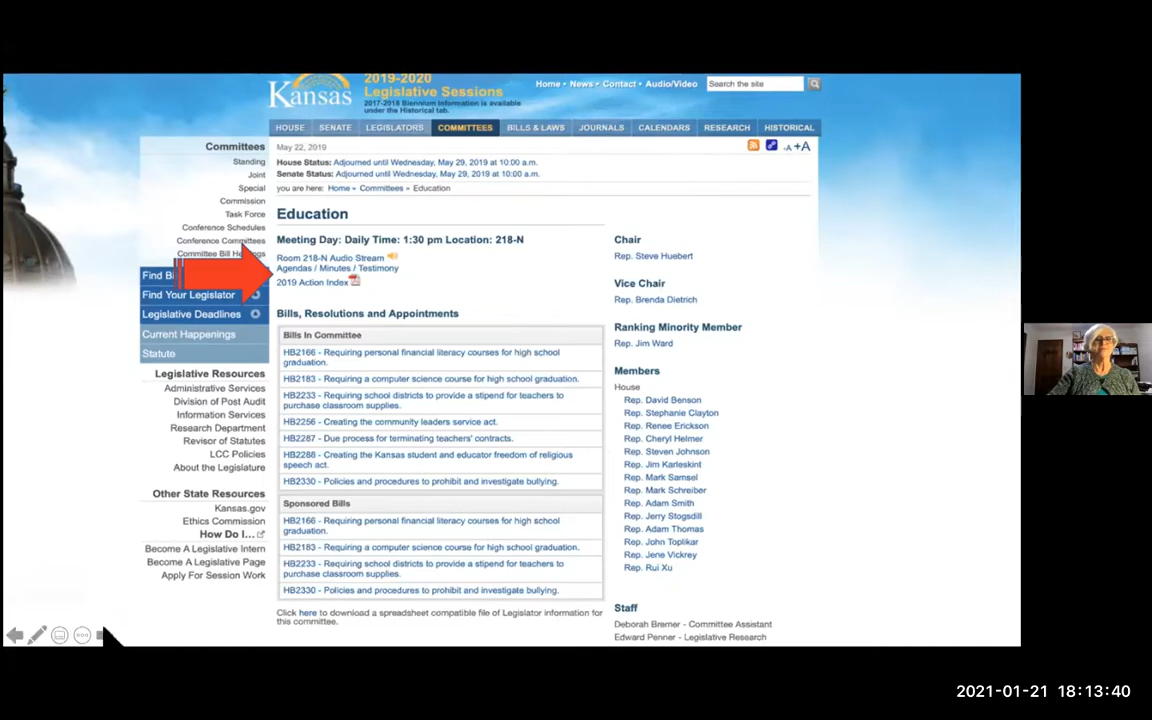 Kansas
2019-2020
Legislative Sessions
2017-2018 Biennium Information is available
under the Historical tab.
Home • News • Contact • Audio/Video
Search the site
HOUSE SENATE LEGISLATORS COMMITTEES BILLS & LAWS JOURNALS CALENDARS RESEARCH HISTORICAL
Committees
Standing
Joint
Special
Commission
Task Force
Conference Schedules
Conference Committees
Committee Bill
Find
Find Your Legislator
Legislative Deadlines
Current Happenings
Statute
Legislative Resources
Administrative Services
Division of Post Audit
Information Services
Research Department
Revisor of Statutes
LCC Policies
About the Legislature
Other State Resources
Kansas.gov
Ethics Commission
How Do I...
Become A Legislative Intern
Become A Legislative Page
Apply For Session Work
May 22, 2019
-A +A
House Status: Adjourned until Wednesday, May 29, 2019 at 10:00 a.m.
Senate Status: Adjourned until Wednesday, May 29, 2019 at 10:00 a.m.
you are here: Home » Committees » Education
Education
Meeting Day: Daily Time: 1:30 pm Location: 218-N
Room 218-N Audio Stream
Agendas / Minutes / Testimony
2019 Action Index
Bills, Resolutions and Appointments
Bills In Committee
HB2166 - Requiring personal financial literacy courses for high school
graduation.
HB2183 - Requiring a computer science course for high school graduation.
HB2233 - Requiring school districts to provide a stipend for teachers to
purchase classroom supplies.
HB2256 - Creating the community leaders service act.
HB2287 - Due process for terminating teachers' contracts.
HB2288 - Creating the Kansas student and educator freedom of religious
speech act.
HB2330 - Policies and procedures to prohibit and investigate bullying.
Sponsored Bills
HB2166 - Requiring personal financial literacy courses for high school
graduation.
HB2183 - Requiring a computer science course for high school graduation.
HB2233 - Requiring school districts to provide a stipend for teachers to
purchase classroom supplies.
HB2330 - Policies and procedures to prohibit and investigate bullying.
Click here to download a spreadsheet compatible file of Legislator information for
this committee.
Chair
Rep. Steve Huebert
Vice Chair
Rep. Brenda Dietrich
Ranking Minority Member
Rep. Jim Ward
Members
House
Rep. David Benson
Rep. Stephanie Clayton
Rep. Renee Erickson
Rep. Cheryl Helmer
Rep. Steven Johnson
Rep. Jim Karleskint
Rep. Mark Samsel
Rep. Mark Schreiber
Rep. Adam Smith
Rep. Jerry Stogsdill
Rep. Adam Thomas
Rep. John Toplikar
Rep. Jene Vickrey
Rep. Rui Xu
Staff
Deborah Bremer - Committee Assistant
Edward Penner - Legislative Research
2021-01-21 18:13:40